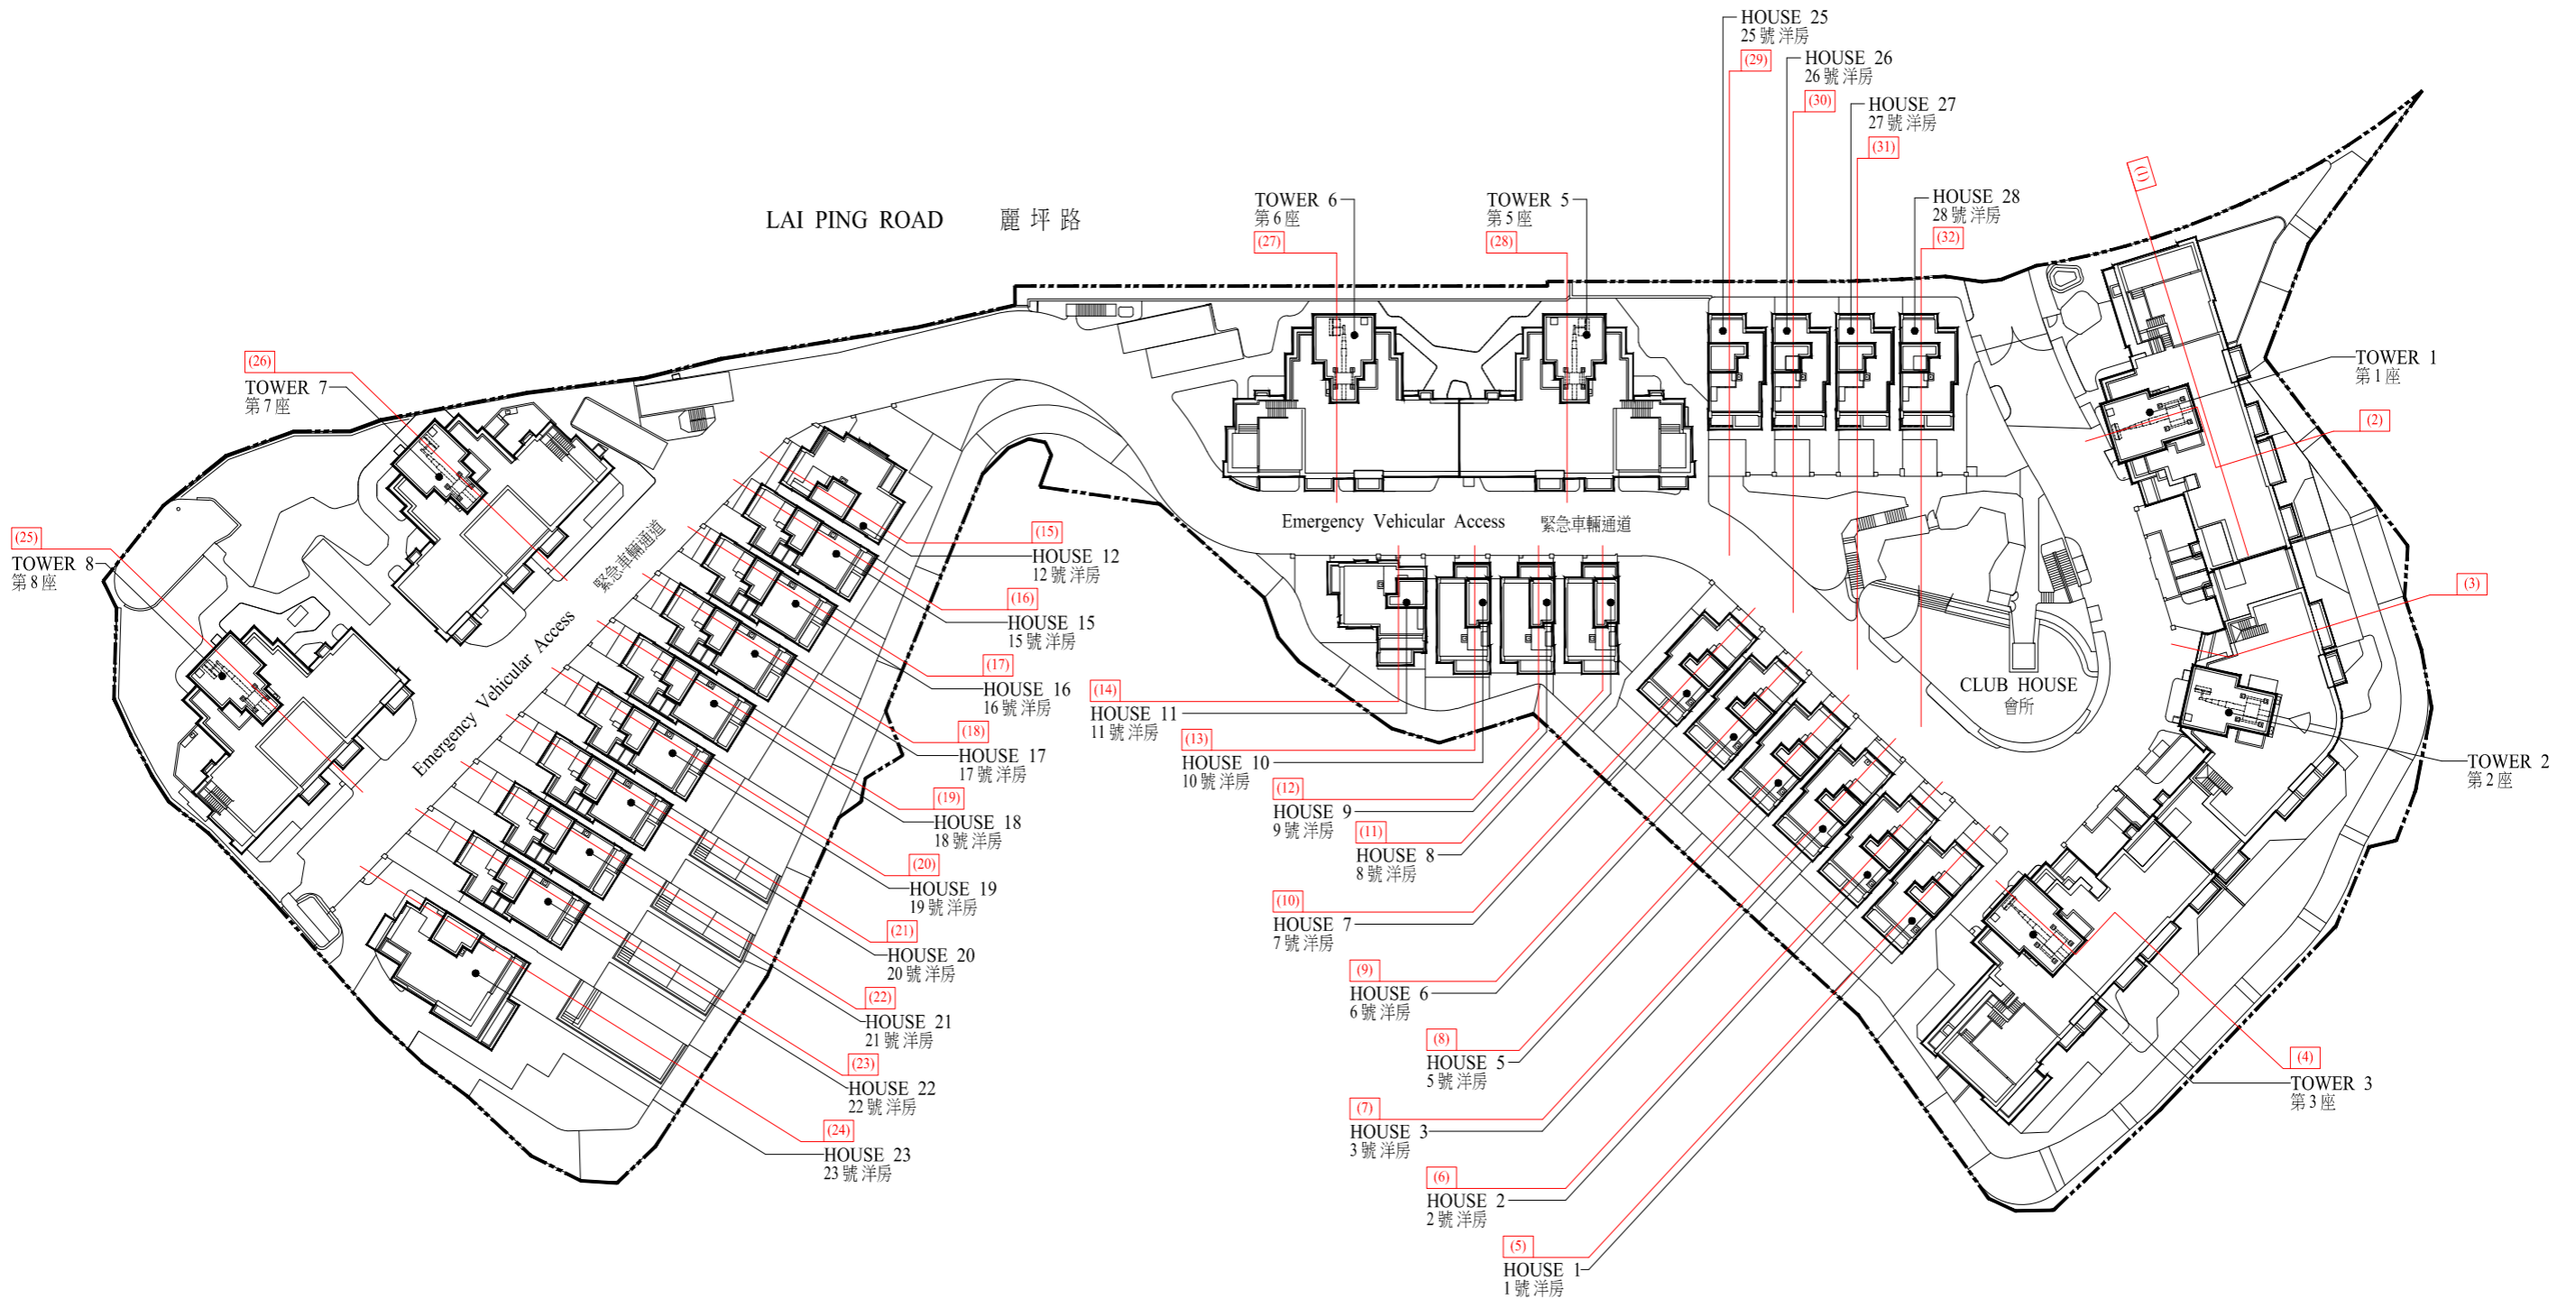 HOUSE 25
25 號洋房
(29)
HOUSE 26
26 號洋房
(30)
HOUSE 27
27 號洋房
(31)
HOUSE 28
28 號洋房
(32)
(1)
LAI PING ROAD 麗坪路
TOWER 6
第 6 座
(27)
TOWER 5
第 5 座
(28)
(26)
TOWER 7
第 7 座
TOWER 1
第 1 座
(2)
(25)
TOWER 8
第 8 座
Emergency Vehicular Access 緊急車輛通道
Emergency Vehicular Access 緊急車輛通道
(3)
CLUB HOUSE
會所
TOWER 2
第 2 座
(4)
TOWER 3
第 3 座
(15)
HOUSE 12
12 號洋房
(16)
HOUSE 15
15 號洋房
(17)
HOUSE 16
16 號洋房
(18)
HOUSE 17
17 號洋房
(19)
HOUSE 18
18 號洋房
(20)
HOUSE 19
19 號洋房
(21)
HOUSE 20
20 號洋房
(22)
HOUSE 21
21 號洋房
(23)
HOUSE 22
22 號洋房
(24)
HOUSE 23
23 號洋房
(14)
HOUSE 11
11 號洋房
(13)
HOUSE 10
10 號洋房
(12)
HOUSE 9
9 號洋房
(11)
HOUSE 8
8 號洋房
(10)
HOUSE 7
7 號洋房
(9)
HOUSE 6
6 號洋房
(8)
HOUSE 5
5 號洋房
(7)
HOUSE 3
3 號洋房
(6)
HOUSE 2
2 號洋房
(5)
HOUSE 1
1 號洋房